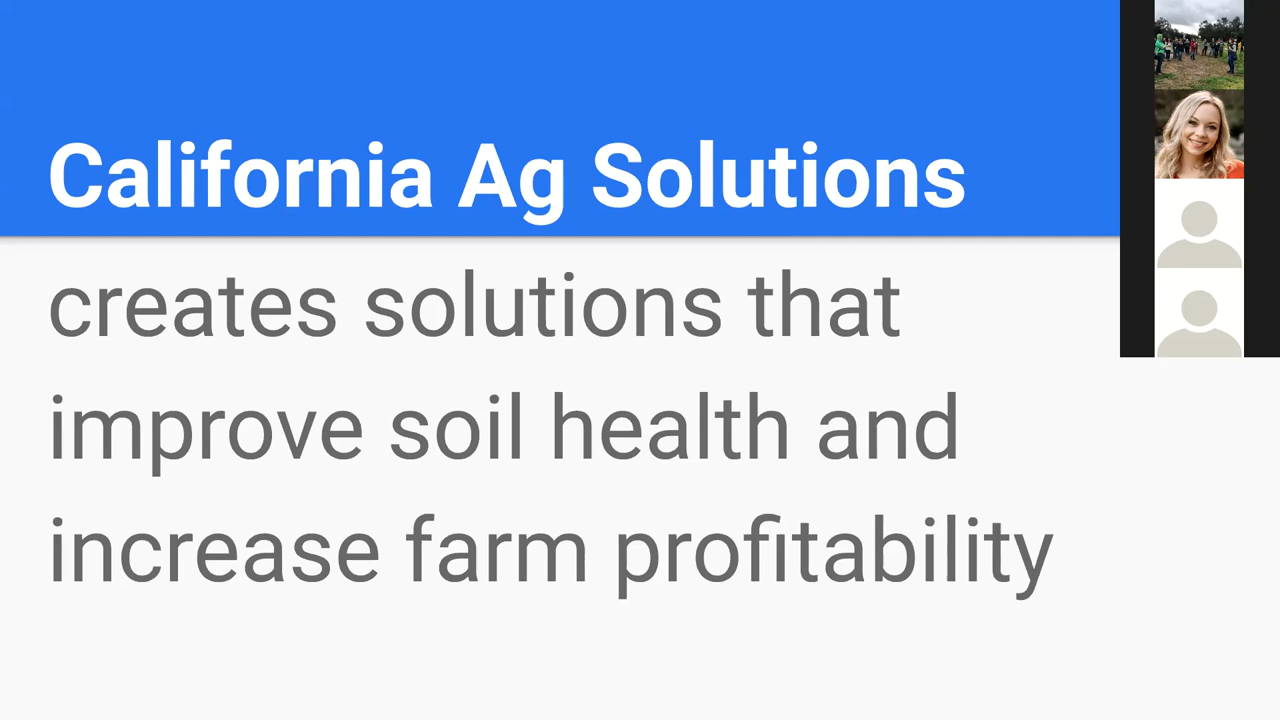 California Ag Solutions
creates solutions that
improve soil health and
increase farm profitability